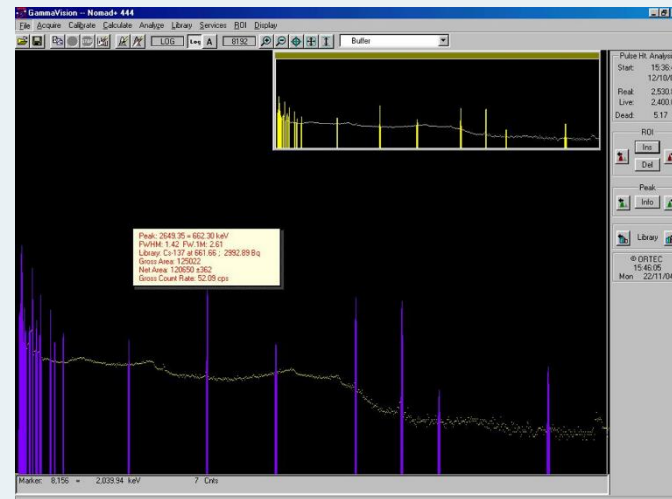 GammaVision -- Nomad+ 444
File Acquire Calibrate Calculate Analyze Library Services ROI Display
LOG Log A 8192 Buffer
Pulse Ht. Analysis
Start: 15:36:4
12/10/0
Real: 2,530.8
Live: 2,400.0
Dead: 5.17
ROI
Ins
Del
Peak
Info
Library
© ORTEC
15:46:05
Mon 22/11/04
Peak: 2649.35 = 662.30 keV
FWHM: 1.42 FW.1M: 2.61
Library: Cs-137 at 661.66 ; 2992.89 Bq
Gross Area: 125022
Net Area: 120650 ±362
Gross Count Rate: 52.09 cps
Marker: 8,156 = 2,039.94 keV 7 Cnts